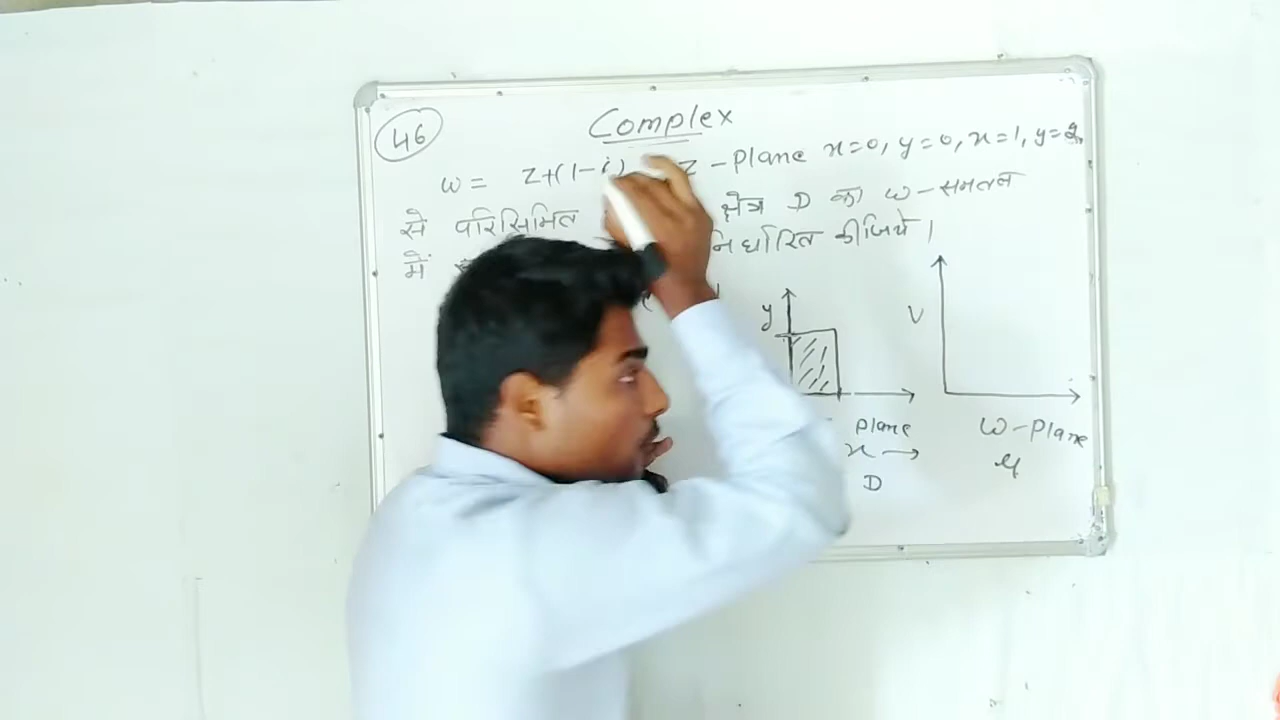 46
Complex
w = z+(1-i) z-Plane x=0, y=0, x=1, y=2,
से परिसिमित क्षेत्र D का w-समतल
में निर्धारित कीजिये।
y
V
Plane
x →
D
w-Plane
u